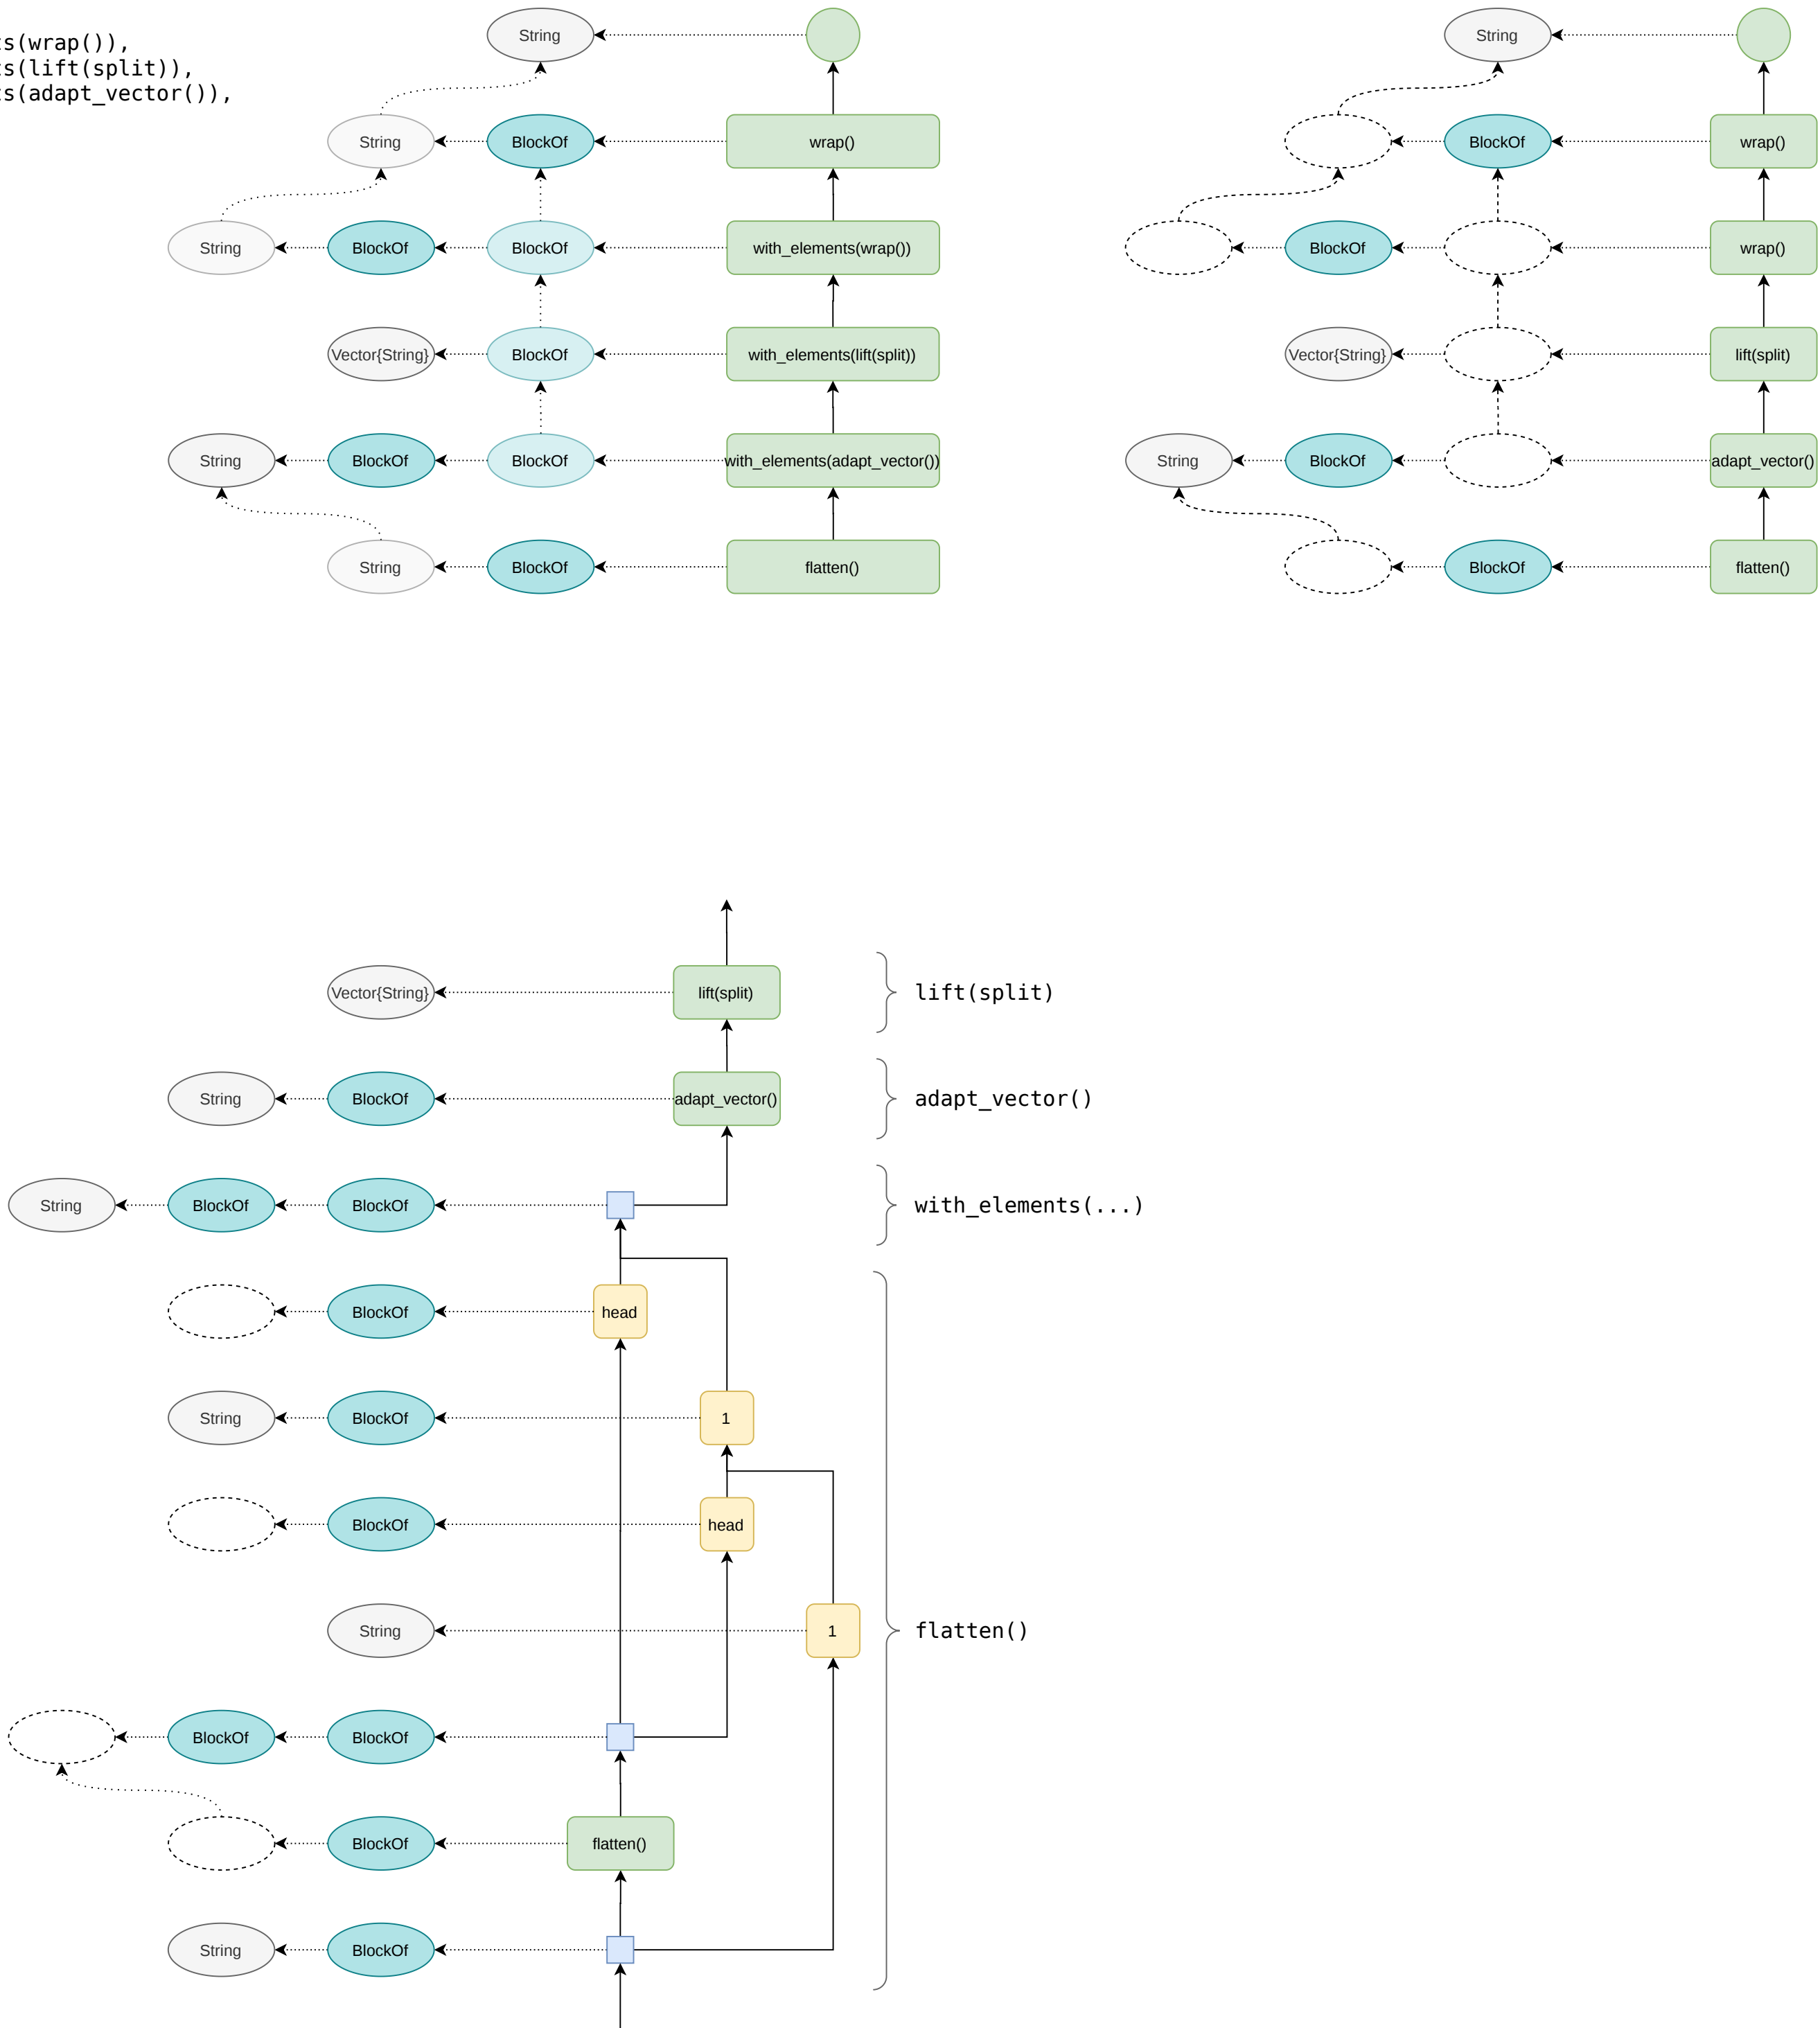 String
ts(wrap()),
ts(lift(split)),
ts(adapt_vector()),
String
BlockOf
wrap()
String
BlockOf
BlockOf
with_elements(wrap())
Vector{String}
BlockOf
with_elements(lift(split))
String
BlockOf
BlockOf
with_elements(adapt_vector())
String
BlockOf
flatten()
String
BlockOf
wrap()
BlockOf
wrap()
Vector{String}
lift(split)
String
BlockOf
adapt_vector()
BlockOf
flatten()
Vector{String}
lift(split)
lift(split)
String
BlockOf
adapt_vector()
adapt_vector()
String
BlockOf
BlockOf
with_elements(...)
BlockOf
head
String
BlockOf
1
BlockOf
head
String
1
flatten()
BlockOf
BlockOf
BlockOf
flatten()
String
BlockOf